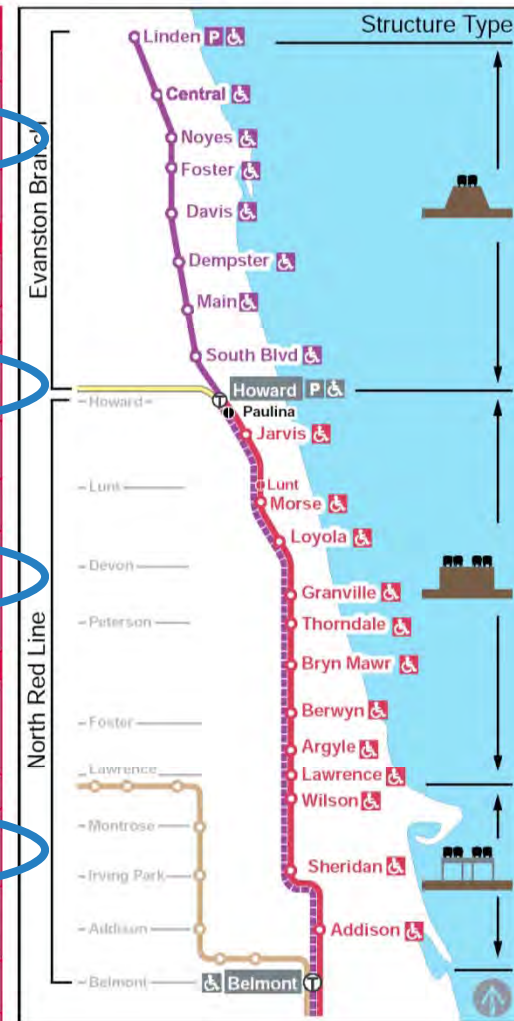 Structure Type
Evanston Branch
Linden P
Central
Noyes
Foster
Davis
Dempster
Main
South Blvd
North Red Line
T Howard P
Howard
Paulina
Jarvis
Lunt
Lunt
Morse
Loyola
Devon
Granville
Peterson
Thorndale
Bryn Mawr
Berwyn
Foster
Argyle
Lawrence
Lawrence
Wilson
Montrose
Sheridan
Irving Park
Addison
Addison
Belmont
Belmont T